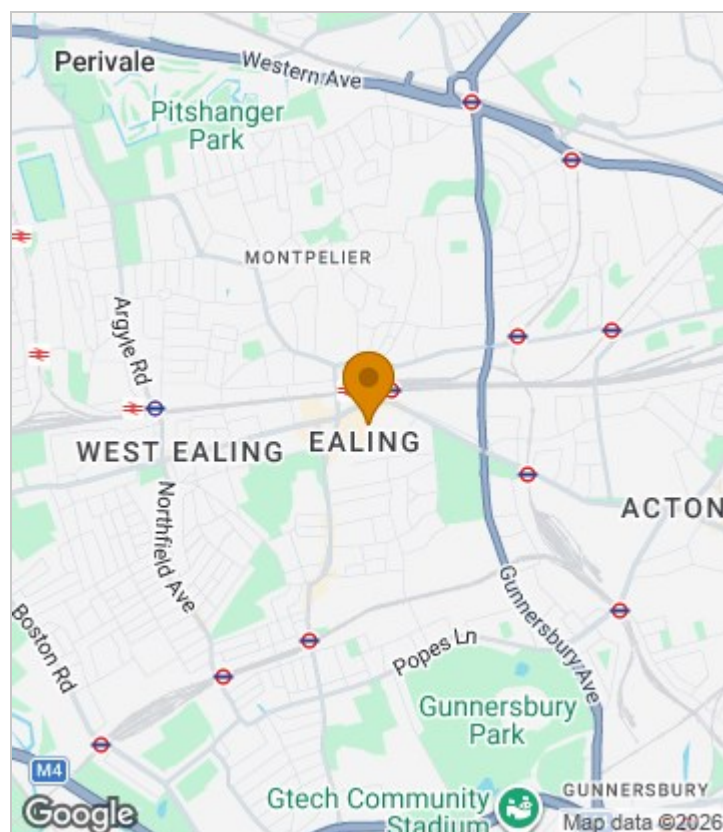 Perivale
Western Ave
Pitshanger
Park
MONTPELIER
Argyle Rd
WEST EALING
EALING
ACTON
Northfield Ave
Gunnersbury Ave
Boston Rd
Popes Ln
Gunnersbury
Park
M4
GUNNERSBURY
Gtech Community
Stadium
Google
Map data ©2026